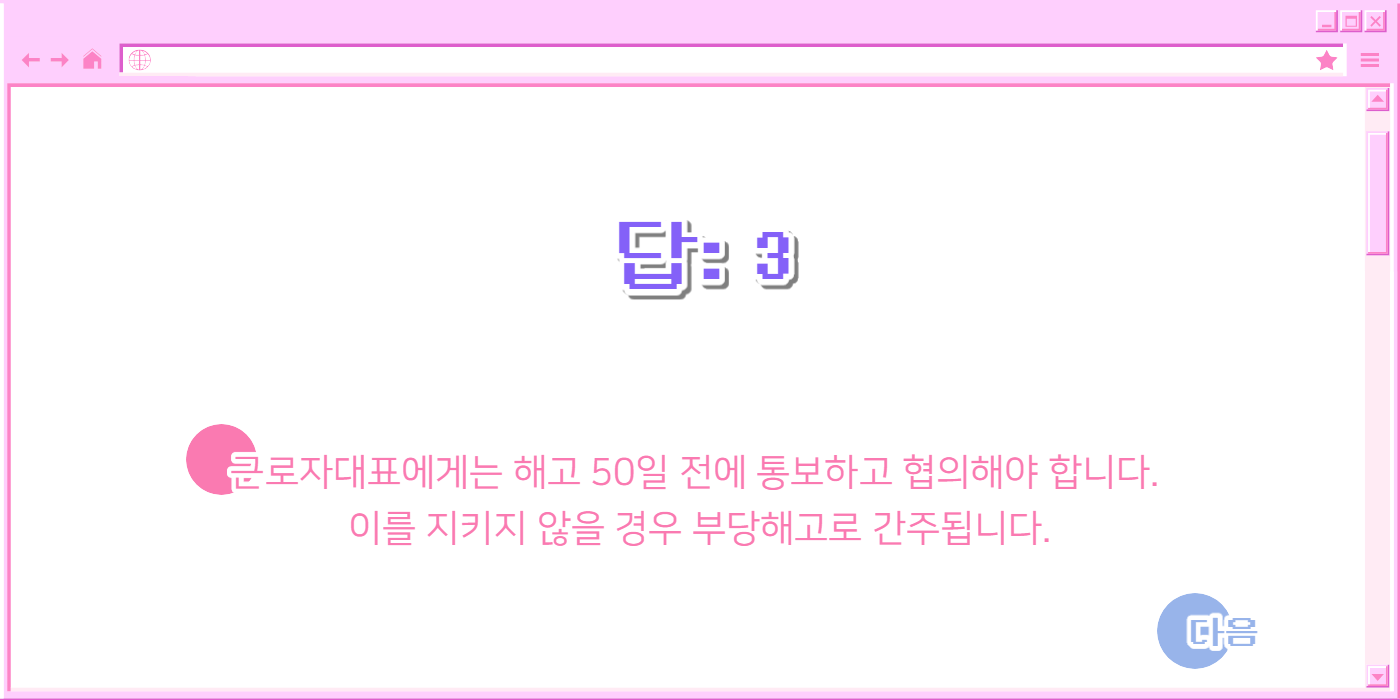 답: 3
근로자대표에게는 해고 50일 전에 통보하고 협의해야 합니다.
이를 지키지 않을 경우 부당해고로 간주됩니다.
다음